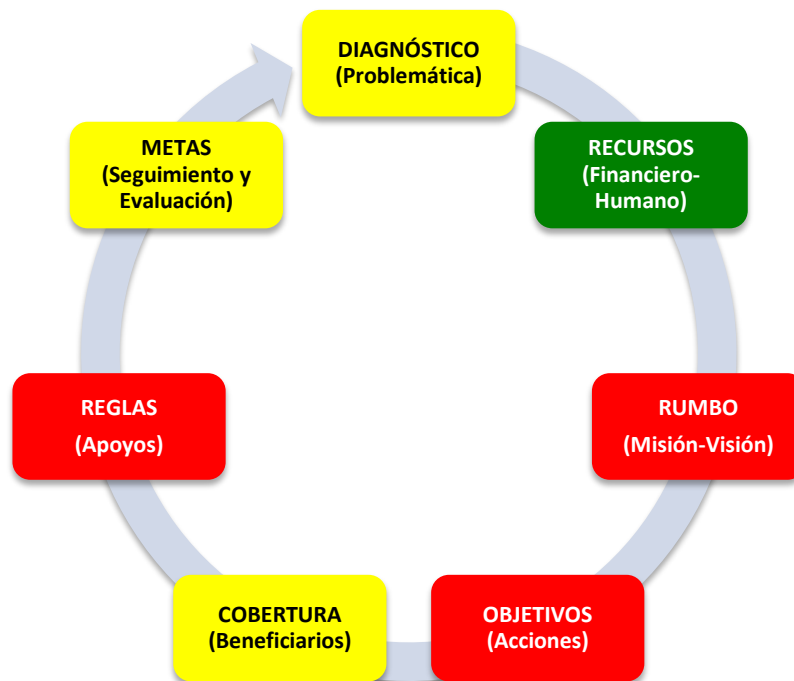 DIAGNÓSTICO
(Problemática)
RECURSOS
(Financiero-
Humano)
RUMBO
(Misión-Visión)
OBJETIVOS
(Acciones)
COBERTURA
(Beneficiarios)
REGLAS
(Apoyos)
METAS
(Seguimiento y
Evaluación)